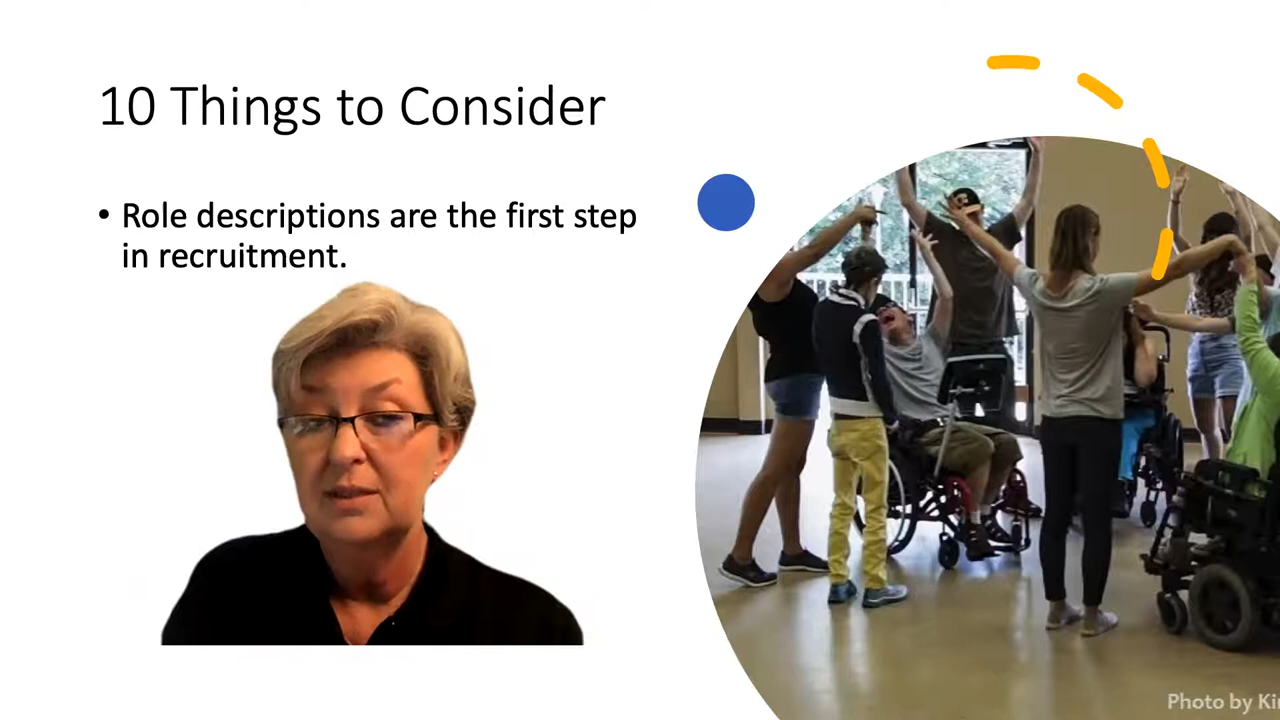 10 Things to Consider
• Role descriptions are the first step
in recruitment.
Photo by